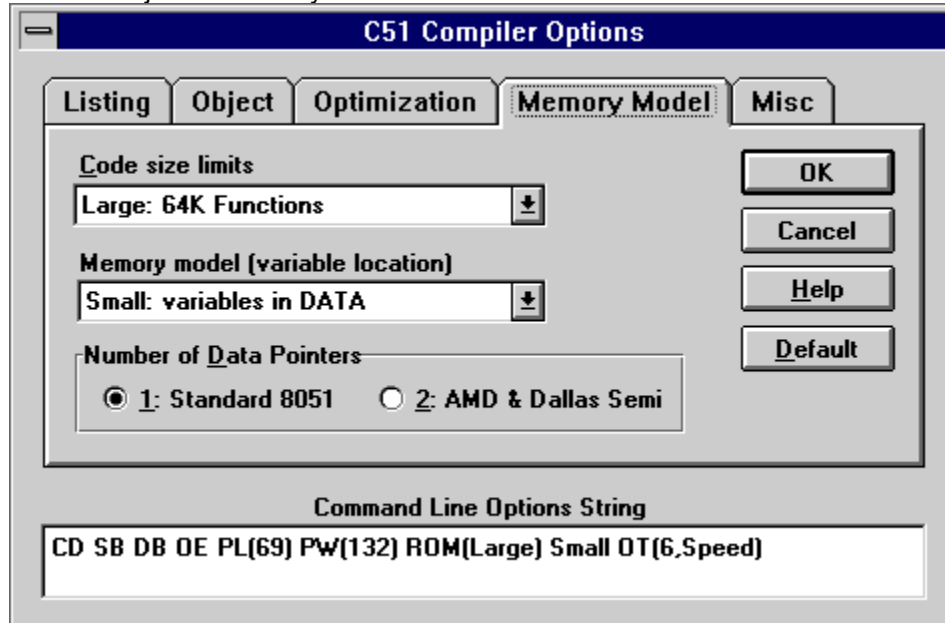 C51 Compiler Options
Listing Object Optimization Memory Model Misc
Code size limits
Large: 64K Functions
Memory model (variable location)
Small: variables in DATA
Number of Data Pointers
1: Standard 8051 2: AMD & Dallas Semi
OK
Cancel
Help
Default
Command Line Options String
CD SB DB OE PL(69) PW(132) ROM(Large) Small OT(6,Speed)